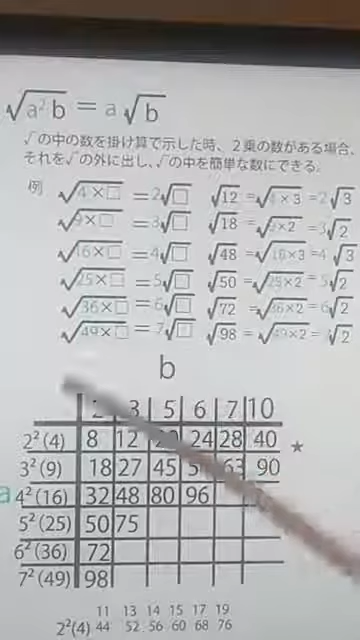 √a²b = a√b
√の中の数を掛け算で示した時、2乗の数がある場合、
それを√の外に出し、√の中を簡単な数にできる。
例 √4×□ =2√□ √12 =√4×3 =2√3
√9×□ =3√□ √18 =√9×2 =3√2
√16×□ =4√□ √48 =√16×3 =4√3
√25×□ =5√□ √50 =√25×2 =5√2
√36×□ =6√□ √72 =√36×2 =6√2
√49×□ =7√□ √98 =√49×2 = √2
b
3 5 6 7 10
2²(4) 8 12 24 28 40 ★
3²(9) 18 27 45 63 90
a 4²(16) 32 48 80 96
5²(25) 50 75
6²(36) 72
7²(49) 98
11 13 14 15 17 19
2²(4) 44 52 56 60 68 76